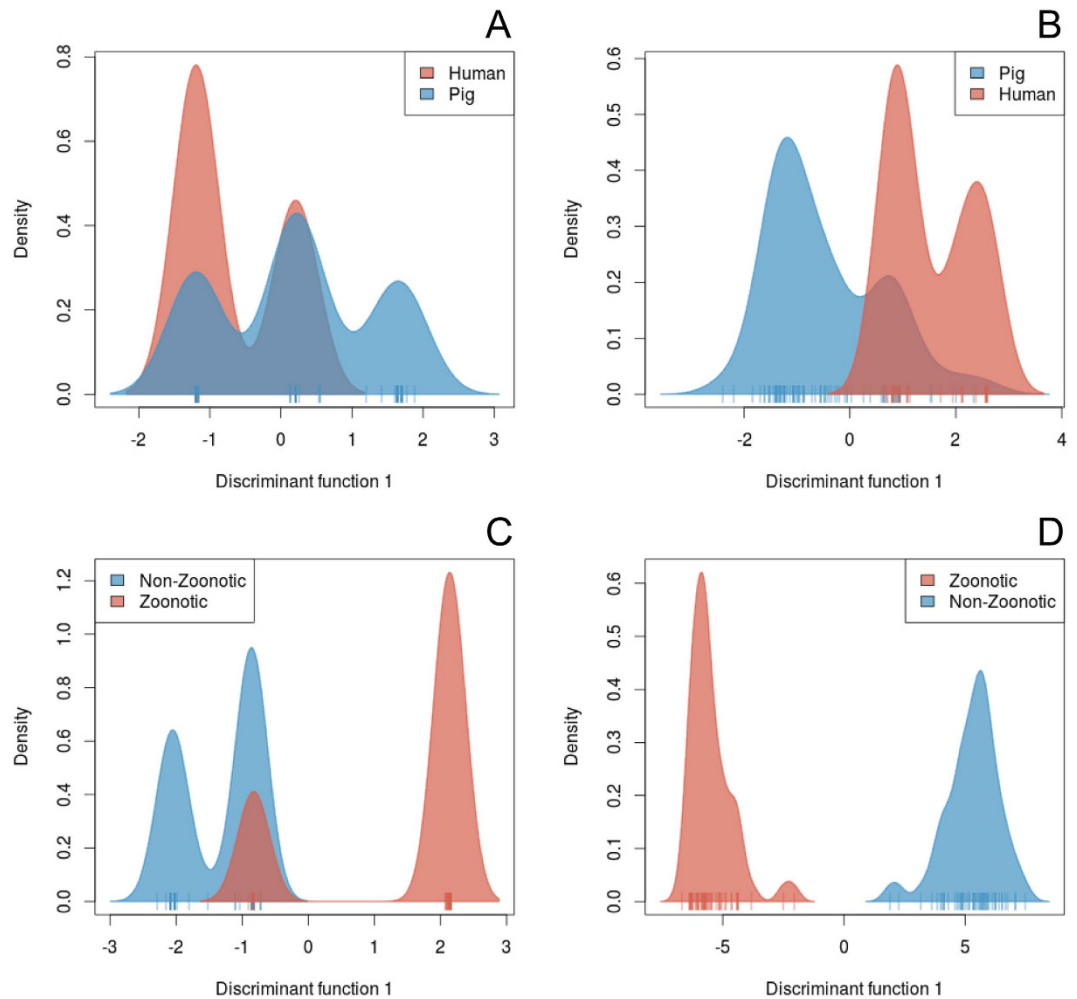 A
Human
Pig
0.8
0.6
0.4
0.2
0.0
Density
-2 -1 0 1 2 3
Discriminant function 1
B
Pig
Human
0.6
0.5
0.4
0.3
0.2
0.1
0.0
Density
-2 0 2 4
Discriminant function 1
C
Non-Zoonotic
Zoonotic
1.2
1.0
0.8
0.6
0.4
0.2
0.0
Density
-3 -2 -1 0 1 2 3
Discriminant function 1
D
Zoonotic
Non-Zoonotic
0.6
0.5
0.4
0.3
0.2
0.1
0.0
Density
-5 0 5
Discriminant function 1